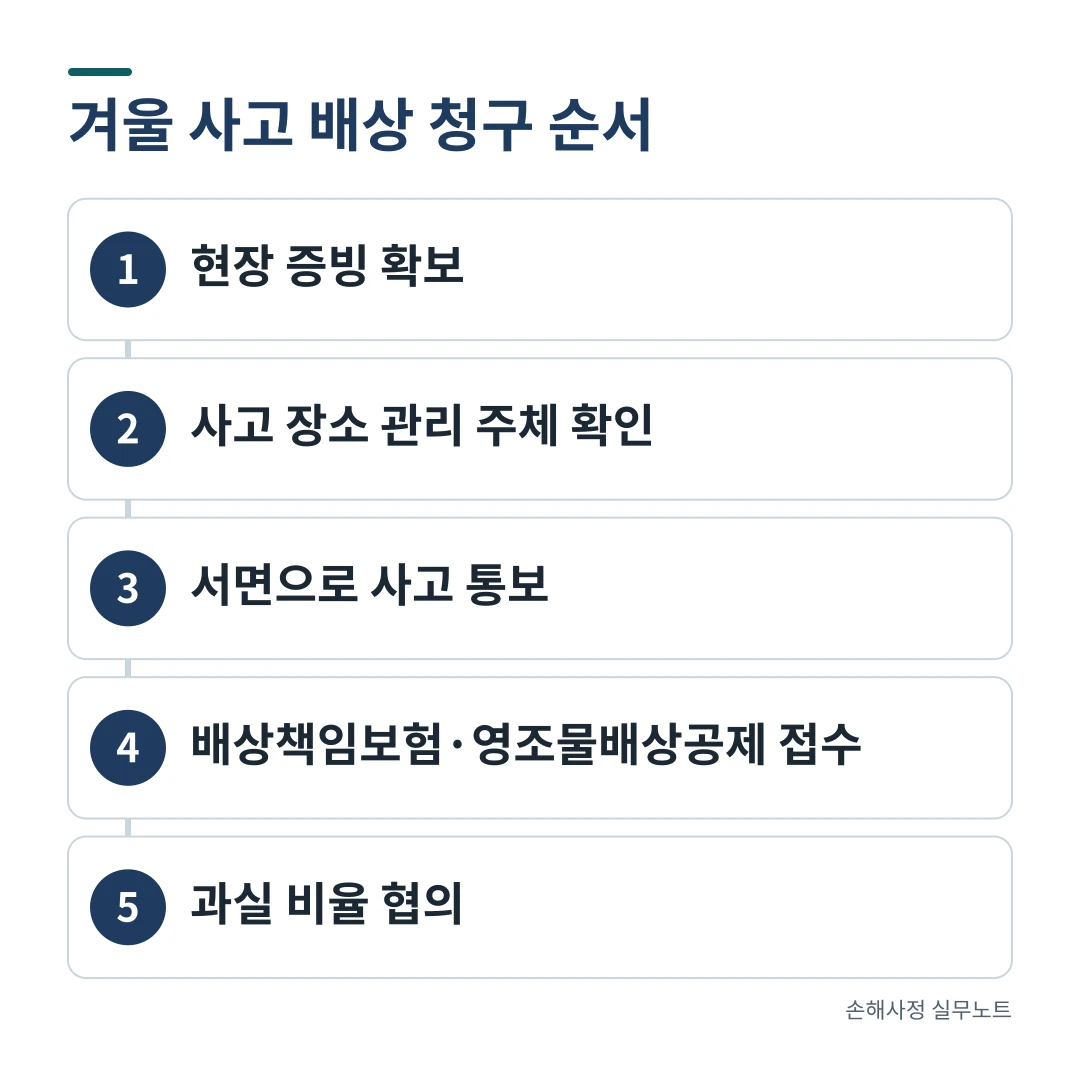 겨울 사고 배상 청구 순서
1 현장 증빙 확보
2 사고 장소 관리 주체 확인
3 서면으로 사고 통보
4 배상책임보험·영조물배상공제 접수
5 과실 비율 협의
손해사정 실무노트